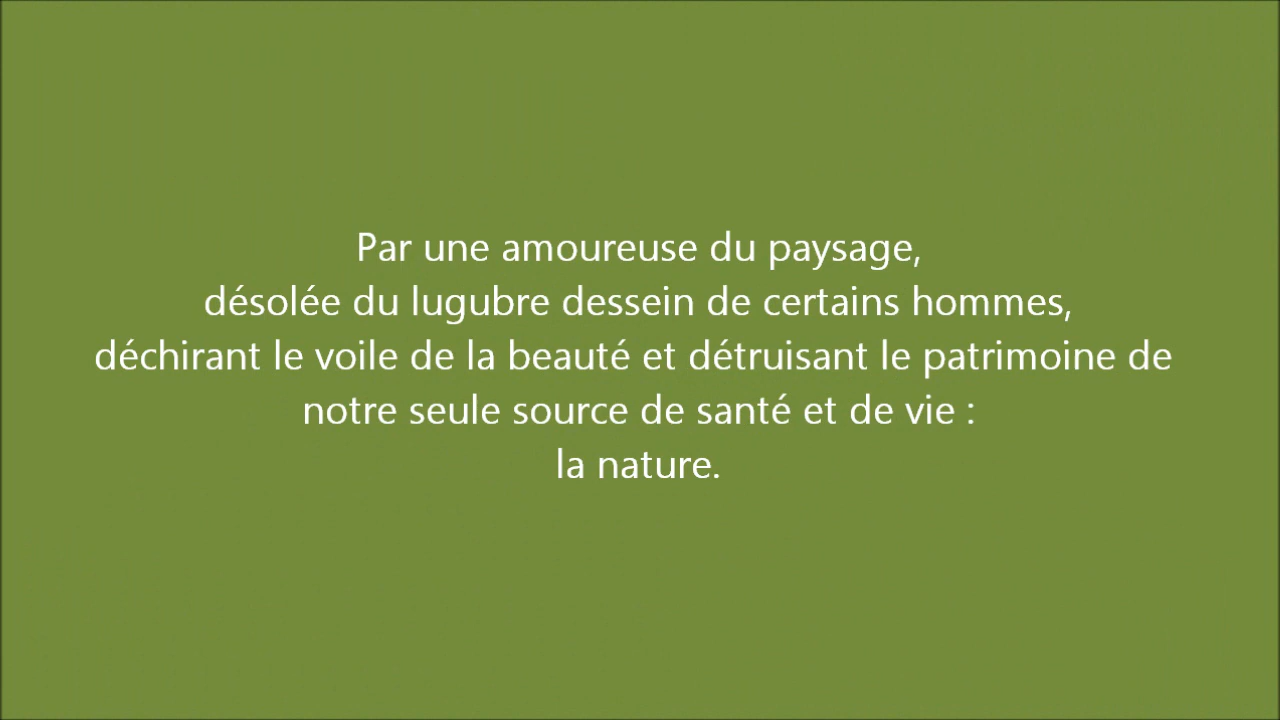 Par une amoureuse du paysage,
désolée du lugubre dessein de certains hommes,
déchirant le voile de la beauté et détruisant le patrimoine de
notre seule source de santé et de vie :
la nature.